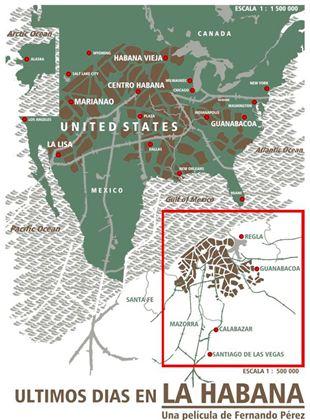 ESCALA 1 : 1 500 000
Arctic Ocean
CANADA
ALASKA
WYOMING
HABANA VIEJA
SALT LAKE CITY
MILWAUKEE
CENTRO HABANA
CHICAGO
NEW YORK
MARIANAO
WASHINGTON
INDIANAPOLIS
LOS ANGELES
PLAZA
GUANABACOA
UNITED STATES
LA LISA
DALLAS
Atlantic Ocean
NEW ORLEANS
MEXICO
MIAMI
Gulf of Mexico
Pacific Ocean
REGLA
GUANABACOA
SANTA FE
MAZORRA
CALABAZAR
SANTIAGO DE LAS VEGAS
ESCALA 1 : 500 000
ULTIMOS DIAS EN LA HABANA
Una película de Fernando Pérez